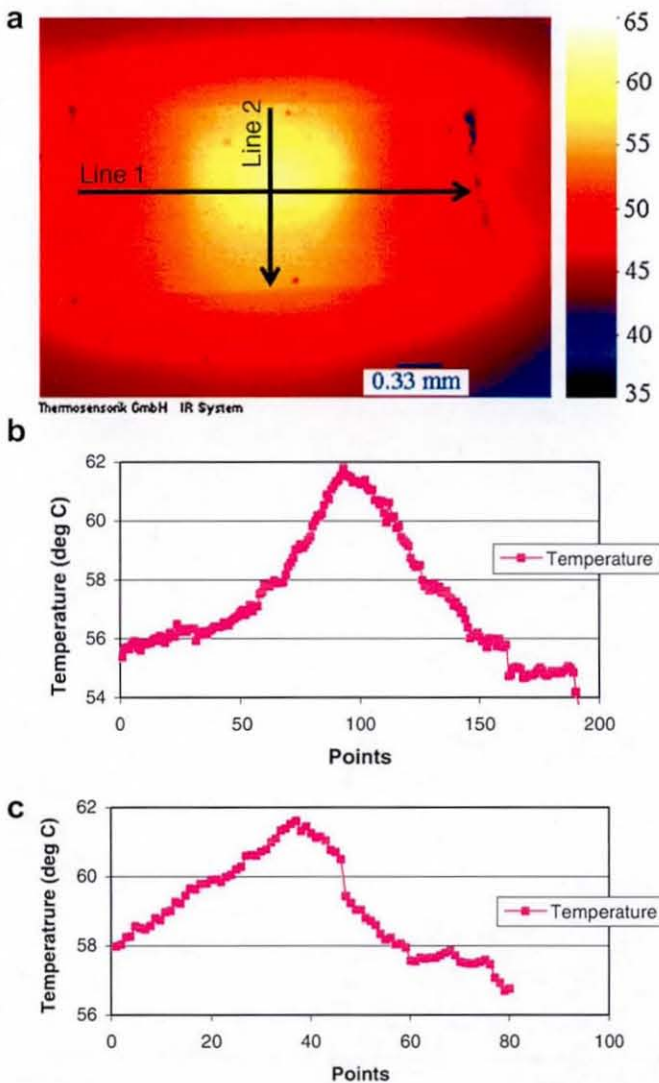 a
Line 1
Line 2
0.33 mm
65
60
55
50
45
40
35
Thermosensorik GmbH IR System
b
Temperature (deg C)
62
60
58
56
54
0
50
100
150
200
Points
Temperature
c
Temperatrure (deg C)
62
60
58
56
0
20
40
60
80
100
Points
Temperature